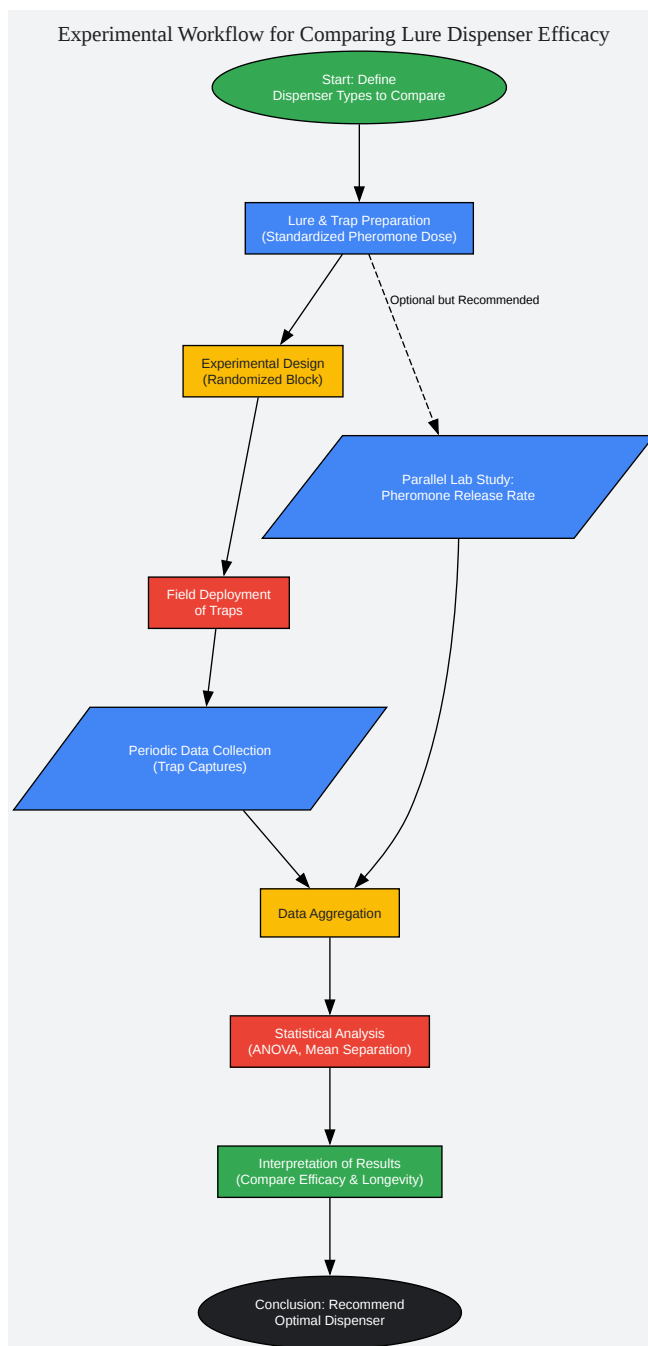 Experimental Workflow for Comparing Lure Dispenser Efficacy
Start: Define
Dispenser Types to Compare
Lure & Trap Preparation
(Standardized Pheromone Dose)
Optional but Recommended
Experimental Design
(Randomized Block)
Parallel Lab Study:
Pheromone Release Rate
Field Deployment
of Traps
Periodic Data Collection
(Trap Captures)
Data Aggregation
Statistical Analysis
(ANOVA, Mean Separation)
Interpretation of Results
(Compare Efficacy & Longevity)
Conclusion: Recommend
Optimal Dispenser